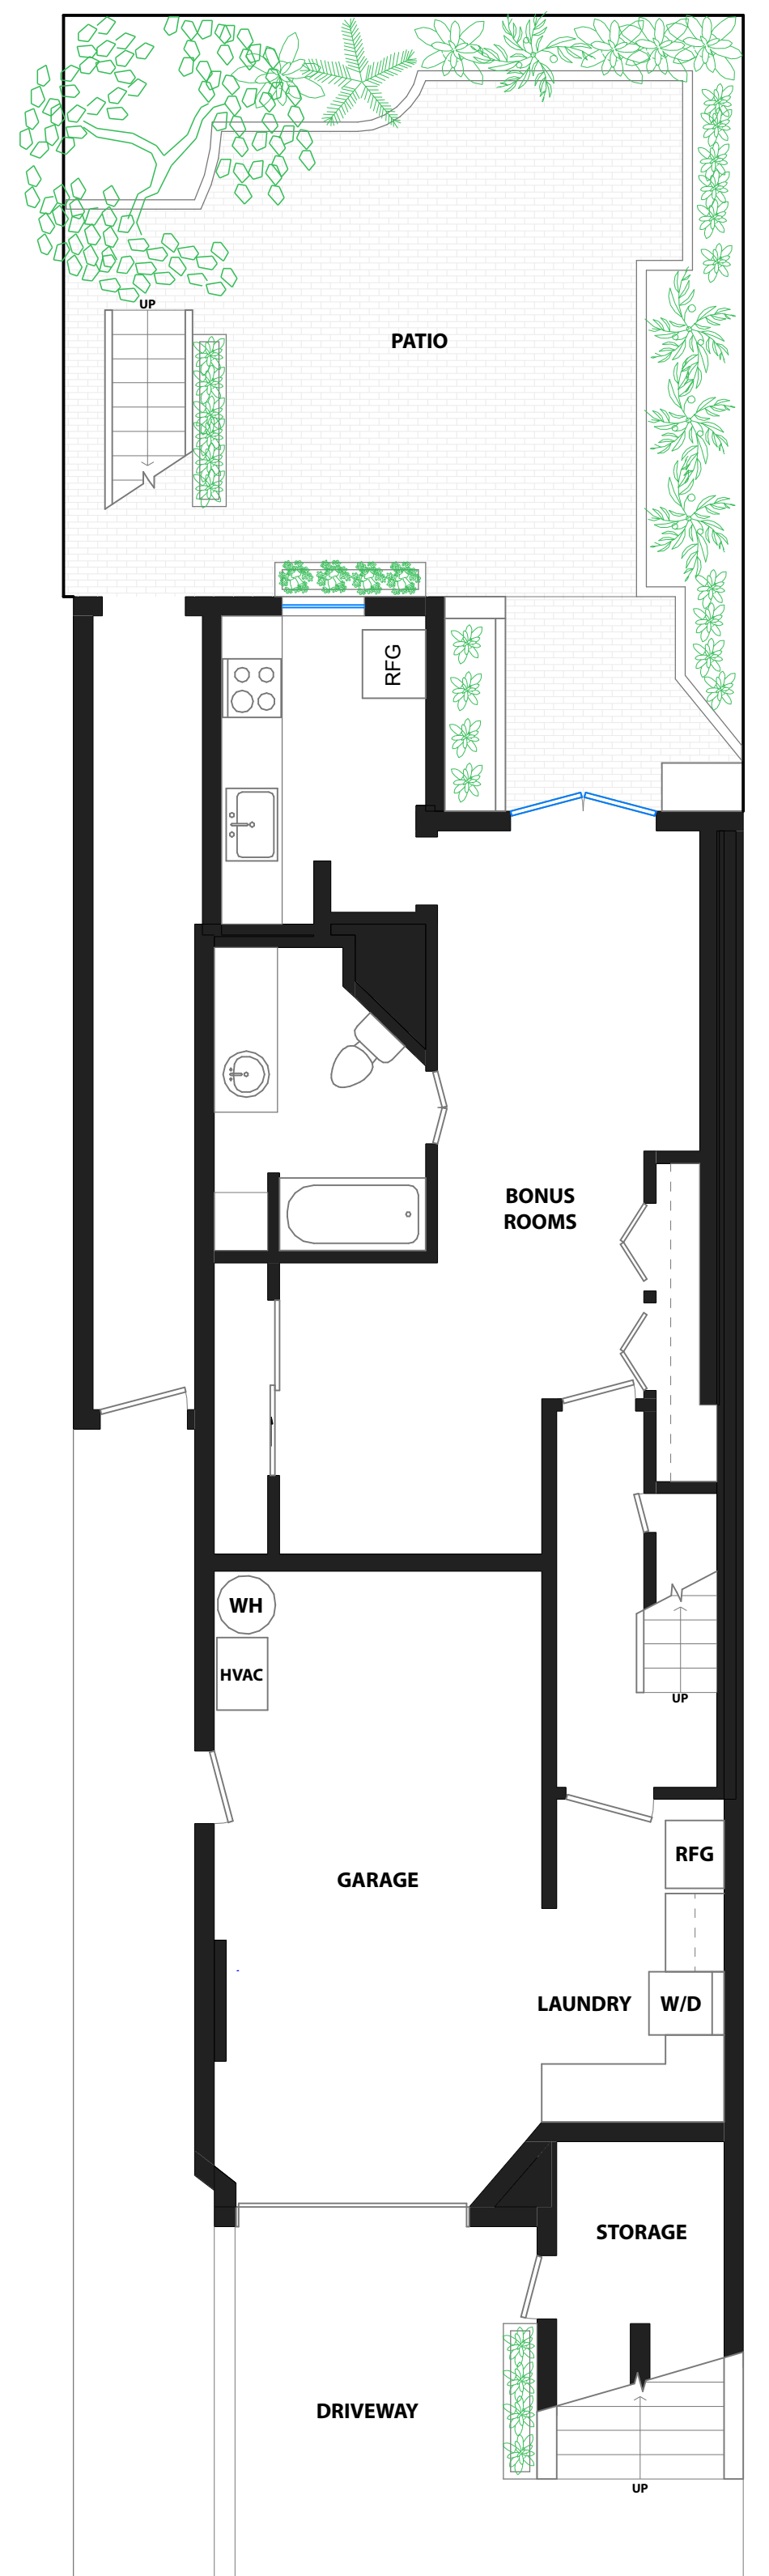 UP
PATIO
RFG
BONUS
ROOMS
WH
HVAC
UP
RFG
GARAGE
LAUNDRY
W/D
STORAGE
DRIVEWAY
UP